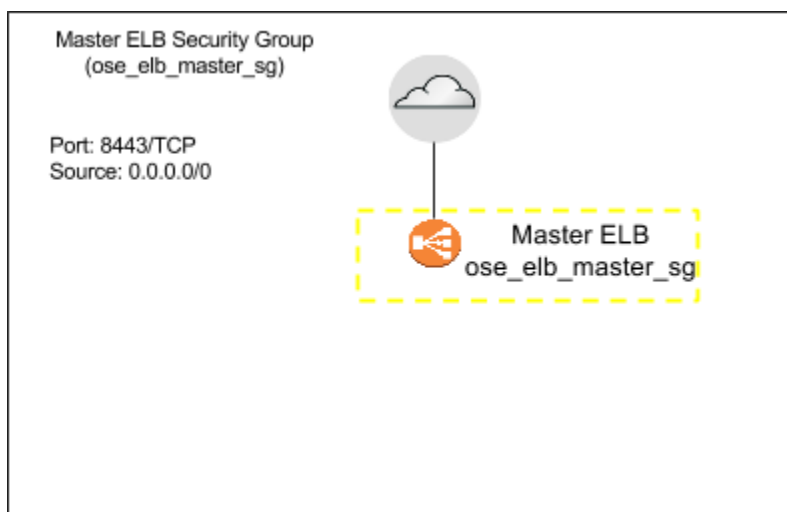 Master ELB Security Group
(ose_elb_master_sg)
Port: 8443/TCP
Source: 0.0.0.0/0
Master ELB
ose_elb_master_sg